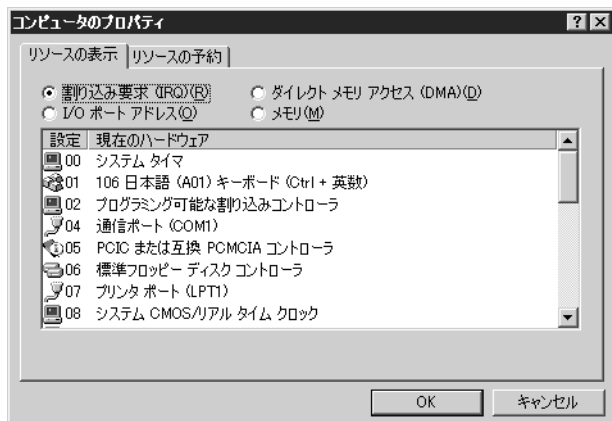 コンピュータのプロパティ
リソースの表示 リソースの予約
割り込み要求 (IRQ)(R) ダイレクト メモリ アクセス (DMA)(D)
I/O ポート アドレス(O) メモリ(M)
設定 現在のハードウェア
00 システム タイマ
01 106 日本語 (A01) キーボード (Ctrl + 英数)
02 プログラミング可能な割り込みコントローラ
04 通信ポート (COM1)
05 PCIC または互換 PCMCIA コントローラ
06 標準フロッピー ディスク コントローラ
07 プリンタ ポート (LPT1)
08 システム CMOS/リアル タイム クロック
OK キャンセル